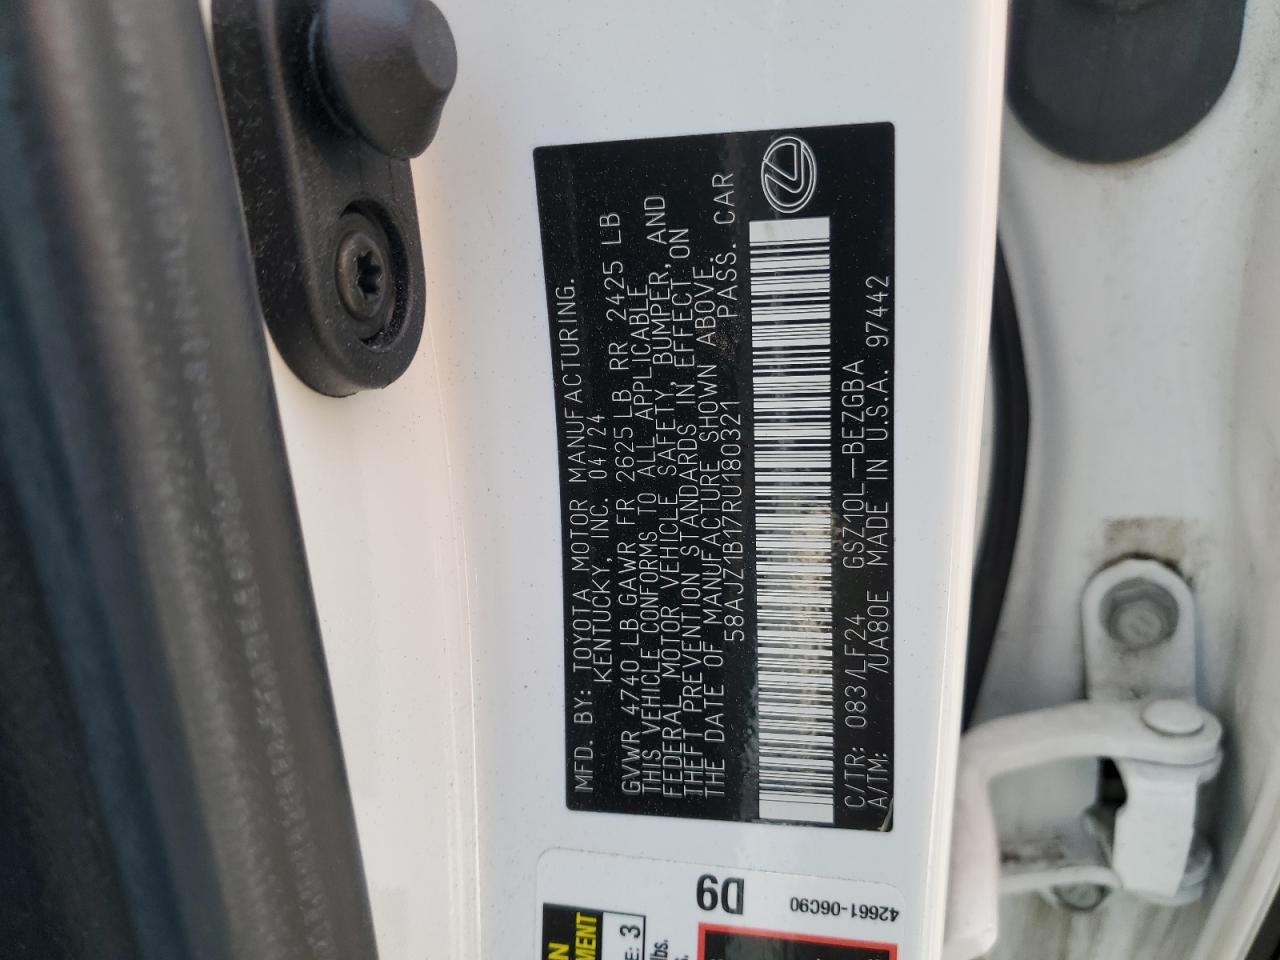 MFD. BY: TOYOTA MOTOR MANUFACTURING.
KENTUCKY, INC. 04/24
GVWR 4740 LB GAWR FR 2625 LB RR 2425 LB
THIS VEHICLE CONFORMS TO ALL APPLICABLE
FEDERAL MOTOR VEHICLE SAFETY, BUMPER, AND
THEFT PREVENTION STANDARDS IN EFFECT ON
THE DATE OF MANUFACTURE SHOWN ABOVE.
58AJZ1B17RU180321 PASS. CAR
C/TR: 083/LF24 GSZ10L-BEZGBA
A/TM: /UA80E MADE IN U.S.A. 97442
D9
42661-06C90
3
lbs.